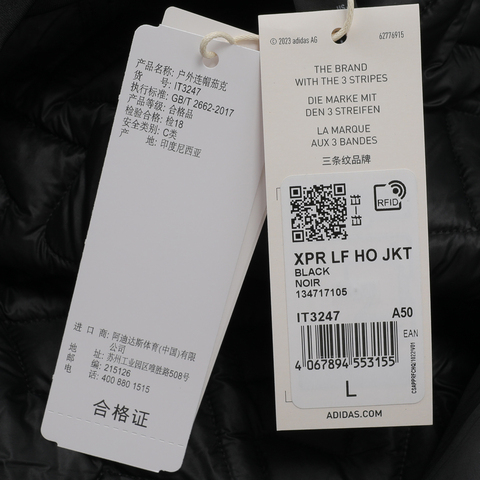 产品名称: 户外连帽茄克
货 号: IT3247
执行标准: GB/T 2662-2017
产品等级: 合格品
检验合格: 检18
安全类别: C类
产 地: 印度尼西亚
进 口 商: 阿迪达斯体育(中国)有限公司
地 址: 苏州工业园区唯胜路508号
邮 编: 215126
电 话: 400 880 1515
合格证
© 2023 adidas AG
62776915
THE BRAND
WITH THE 3 STRIPES
DIE MARKE MIT
DEN 3 STREIFEN
LA MARQUE
AUX 3 BANDES
三条纹品牌
RFID
XPR LF HO JKT
BLACK
NOIR
134717105
IT3247 A50
EAN
4 067894 553155
L
ADIDAS.COM